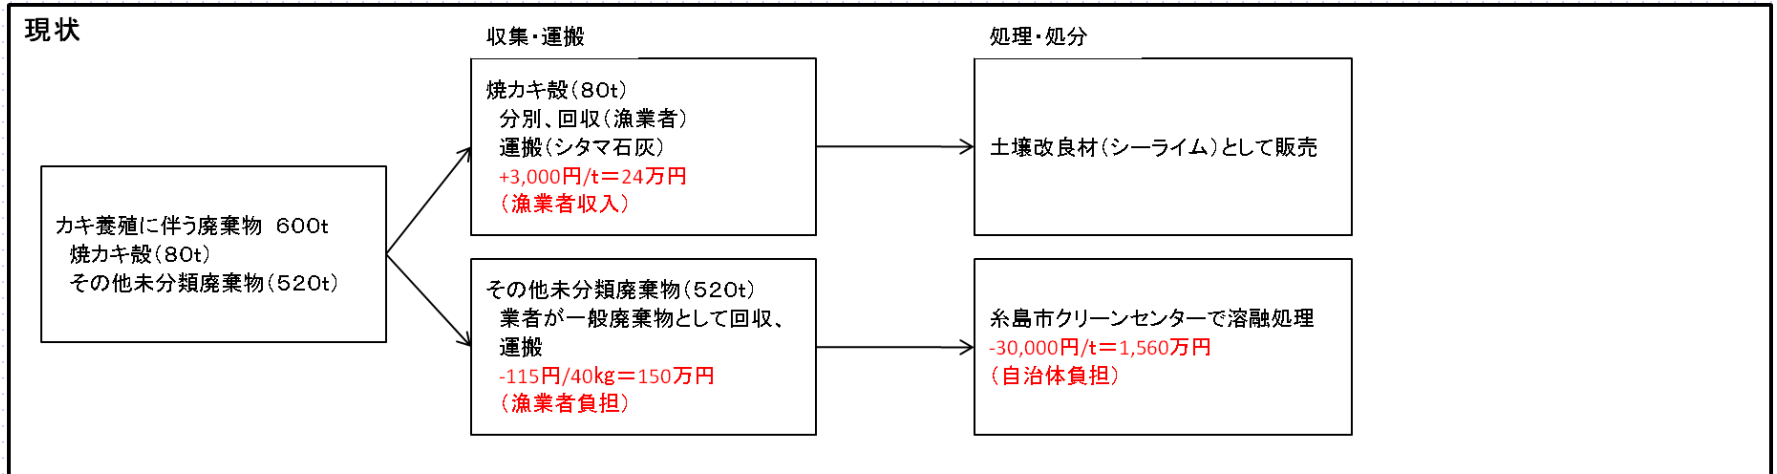 現状
収集・運搬
処理・処分
カキ養殖に伴う廃棄物 600t
焼カキ殻(80t)
その他未分類廃棄物(520t)
焼カキ殻(80t)
分別、回収(漁業者)
運搬(シタマ石灰)
+3,000円/t=24万円
(漁業者収入)
土壌改良材(シーライム)として販売
その他未分類廃棄物(520t)
業者が一般廃棄物として回収、
運搬
-115円/40kg=150万円
(漁業者負担)
糸島市クリーンセンターで溶融処理
-30,000円/t=1,560万円
(自治体負担)